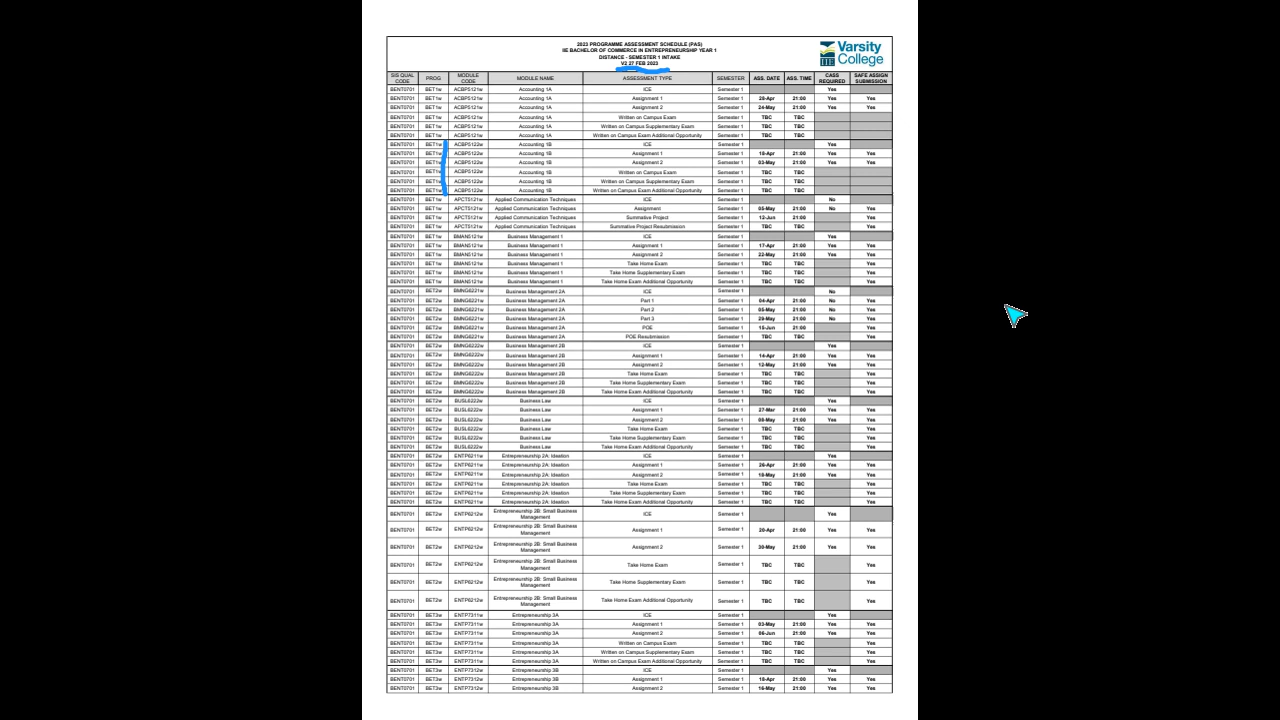 2023 PROGRAMME ASSESSMENT SCHEDULE (PAS)
IIE BACHELOR OF COMMERCE IN ENTREPRENEURSHIP YEAR 1
DISTANCE - SEMESTER 1 INTAKE
V2 27 FEB 2023
Varsity College
IIE
SIS QUAL CODE PROG MODULE CODE MODULE NAME ASSESSMENT TYPE SEMESTER ASS. DATE ASS. TIME CASS REQUIRED SAFE ASSIGN SUBMISSION
BENT0701 BET1w ACBP5121w Accounting 1A ICE Semester 1 Yes
BENT0701 BET1w ACBP5121w Accounting 1A Assignment 1 Semester 1 20-Apr 21:00 Yes Yes
BENT0701 BET1w ACBP5121w Accounting 1A Assignment 2 Semester 1 24-May 21:00 Yes Yes
BENT0701 BET1w ACBP5121w Accounting 1A Written on Campus Exam Semester 1 TBC TBC
BENT0701 BET1w ACBP5121w Accounting 1A Written on Campus Supplementary Exam Semester 1 TBC TBC
BENT0701 BET1w ACBP5121w Accounting 1A Written on Campus Exam Additional Opportunity Semester 1 TBC TBC
BENT0701 BET1w ACBP5122w Accounting 1B ICE Semester 1 Yes
BENT0701 BET1w ACBP5122w Accounting 1B Assignment 1 Semester 1 18-Apr 21:00 Yes Yes
BENT0701 BET1w ACBP5122w Accounting 1B Assignment 2 Semester 1 03-May 21:00 Yes Yes
BENT0701 BET1w ACBP5122w Accounting 1B Written on Campus Exam Semester 1 TBC TBC
BENT0701 BET1w ACBP5122w Accounting 1B Written on Campus Supplementary Exam Semester 1 TBC TBC
BENT0701 BET1w ACBP5122w Accounting 1B Written on Campus Exam Additional Opportunity Semester 1 TBC TBC
BENT0701 BET1w APCT5121w Applied Communication Techniques ICE Semester 1 No
BENT0701 BET1w APCT5121w Applied Communication Techniques Assignment Semester 1 05-May 21:00 No Yes
BENT0701 BET1w APCT5121w Applied Communication Techniques Summative Project Semester 1 12-Jun 21:00 Yes
BENT0701 BET1w APCT5121w Applied Communication Techniques Summative Project Resubmission Semester 1 TBC TBC Yes
BENT0701 BET1w BMAN5121w Business Management 1 ICE Semester 1 Yes
BENT0701 BET1w BMAN5121w Business Management 1 Assignment 1 Semester 1 17-Apr 21:00 Yes Yes
BENT0701 BET1w BMAN5121w Business Management 1 Assignment 2 Semester 1 22-May 21:00 Yes Yes
BENT0701 BET1w BMAN5121w Business Management 1 Take Home Exam Semester 1 TBC TBC Yes
BENT0701 BET1w BMAN5121w Business Management 1 Take Home Supplementary Exam Semester 1 TBC TBC Yes
BENT0701 BET1w BMAN5121w Business Management 1 Take Home Exam Additional Opportunity Semester 1 TBC TBC Yes
BENT0701 BET2w BMNG6221w Business Management 2A ICE Semester 1 No
BENT0701 BET2w BMNG6221w Business Management 2A Part 1 Semester 1 04-Apr 21:00 No Yes
BENT0701 BET2w BMNG6221w Business Management 2A Part 2 Semester 1 05-May 21:00 No Yes
BENT0701 BET2w BMNG6221w Business Management 2A Part 3 Semester 1 29-May 21:00 No Yes
BENT0701 BET2w BMNG6221w Business Management 2A POE Semester 1 15-Jun 21:00 Yes
BENT0701 BET2w BMNG6221w Business Management 2A POE Resubmission Semester 1 TBC TBC Yes
BENT0701 BET2w BMNG6222w Business Management 2B ICE Semester 1 Yes
BENT0701 BET2w BMNG6222w Business Management 2B Assignment 1 Semester 1 14-Apr 21:00 Yes Yes
BENT0701 BET2w BMNG6222w Business Management 2B Assignment 2 Semester 1 12-May 21:00 Yes Yes
BENT0701 BET2w BMNG6222w Business Management 2B Take Home Exam Semester 1 TBC TBC Yes
BENT0701 BET2w BMNG6222w Business Management 2B Take Home Supplementary Exam Semester 1 TBC TBC Yes
BENT0701 BET2w BMNG6222w Business Management 2B Take Home Exam Additional Opportunity Semester 1 TBC TBC Yes
BENT0701 BET2w BUSL6222w Business Law ICE Semester 1 Yes
BENT0701 BET2w BUSL6222w Business Law Assignment 1 Semester 1 27-Mar 21:00 Yes Yes
BENT0701 BET2w BUSL6222w Business Law Assignment 2 Semester 1 08-May 21:00 Yes Yes
BENT0701 BET2w BUSL6222w Business Law Take Home Exam Semester 1 TBC TBC Yes
BENT0701 BET2w BUSL6222w Business Law Take Home Supplementary Exam Semester 1 TBC TBC Yes
BENT0701 BET2w BUSL6222w Business Law Take Home Exam Additional Opportunity Semester 1 TBC TBC Yes
BENT0701 BET2w ENTP6211w Entrepreneurship 2A: Ideation ICE Semester 1 Yes
BENT0701 BET2w ENTP6211w Entrepreneurship 2A: Ideation Assignment 1 Semester 1 26-Apr 21:00 Yes Yes
BENT0701 BET2w ENTP6211w Entrepreneurship 2A: Ideation Assignment 2 Semester 1 18-May 21:00 Yes Yes
BENT0701 BET2w ENTP6211w Entrepreneurship 2A: Ideation Take Home Exam Semester 1 TBC TBC Yes
BENT0701 BET2w ENTP6211w Entrepreneurship 2A: Ideation Take Home Supplementary Exam Semester 1 TBC TBC Yes
BENT0701 BET2w ENTP6211w Entrepreneurship 2A: Ideation Take Home Exam Additional Opportunity Semester 1 TBC TBC Yes
BENT0701 BET2w ENTP6212w Entrepreneurship 2B: Small Business Management ICE Semester 1 Yes
BENT0701 BET2w ENTP6212w Entrepreneurship 2B: Small Business Management Assignment 1 Semester 1 20-Apr 21:00 Yes Yes
BENT0701 BET2w ENTP6212w Entrepreneurship 2B: Small Business Management Assignment 2 Semester 1 30-May 21:00 Yes Yes
BENT0701 BET2w ENTP6212w Entrepreneurship 2B: Small Business Management Take Home Exam Semester 1 TBC TBC Yes
BENT0701 BET2w ENTP6212w Entrepreneurship 2B: Small Business Management Take Home Supplementary Exam Semester 1 TBC TBC Yes
BENT0701 BET2w ENTP6212w Entrepreneurship 2B: Small Business Management Take Home Exam Additional Opportunity Semester 1 TBC TBC Yes
BENT0701 BET3w ENTP7311w Entrepreneurship 3A ICE Semester 1 Yes
BENT0701 BET3w ENTP7311w Entrepreneurship 3A Assignment 1 Semester 1 03-May 21:00 Yes Yes
BENT0701 BET3w ENTP7311w Entrepreneurship 3A Assignment 2 Semester 1 06-Jun 21:00 Yes Yes
BENT0701 BET3w ENTP7311w Entrepreneurship 3A Written on Campus Exam Semester 1 TBC TBC Yes
BENT0701 BET3w ENTP7311w Entrepreneurship 3A Written on Campus Supplementary Exam Semester 1 TBC TBC Yes
BENT0701 BET3w ENTP7311w Entrepreneurship 3A Written on Campus Exam Additional Opportunity Semester 1 TBC TBC Yes
BENT0701 BET3w ENTP7312w Entrepreneurship 3B ICE Semester 1 Yes
BENT0701 BET3w ENTP7312w Entrepreneurship 3B Assignment 1 Semester 1 18-Apr 21:00 Yes Yes
BENT0701 BET3w ENTP7312w Entrepreneurship 3B Assignment 2 Semester 1 16-May 21:00 Yes Yes